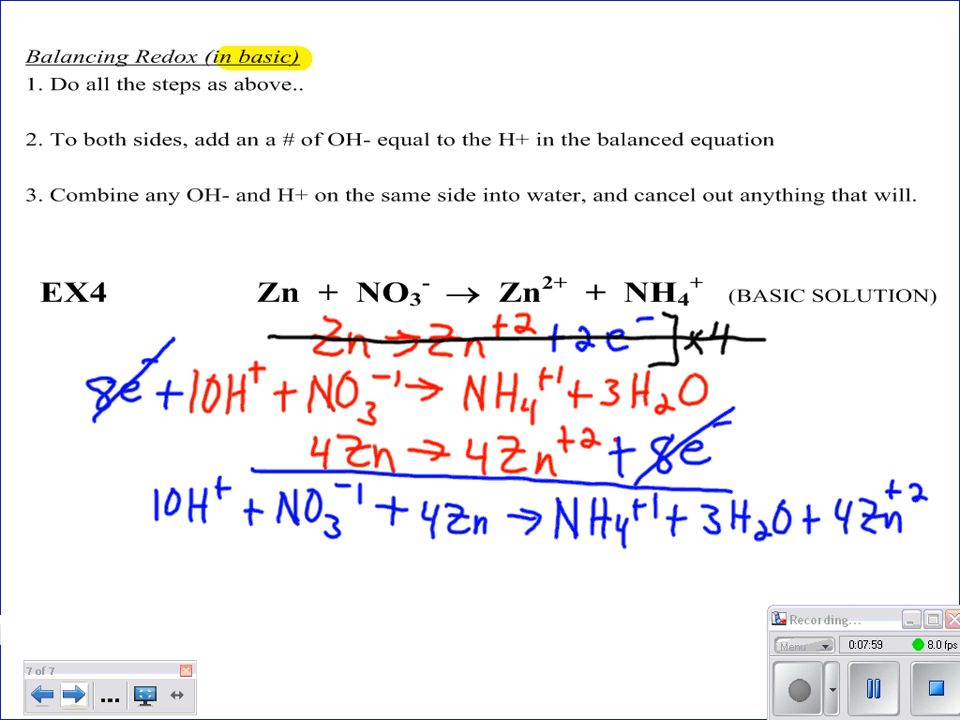 Balancing Redox (in basic)
1. Do all the steps as above..
2. To both sides, add an a # of OH- equal to the H+ in the balanced equation
3. Combine any OH- and H+ on the same side into water, and cancel out anything that will.
EX4 Zn + NO₃⁻ → Zn²⁺ + NH₄⁺ (BASIC SOLUTION)
Zn → Zn⁺² + 2e⁻ ] x 4
8e⁻ + 10H⁺ + NO₃⁻¹ → NH₄⁺¹ + 3H₂O
4Zn → 4Zn⁺² + 8e⁻
10H⁺ + NO₃⁻¹ + 4Zn → NH₄⁺¹ + 3H₂O + 4Zn⁺²
Recording...
Menu 0:07:59 8.0 fps
7 of 7
...